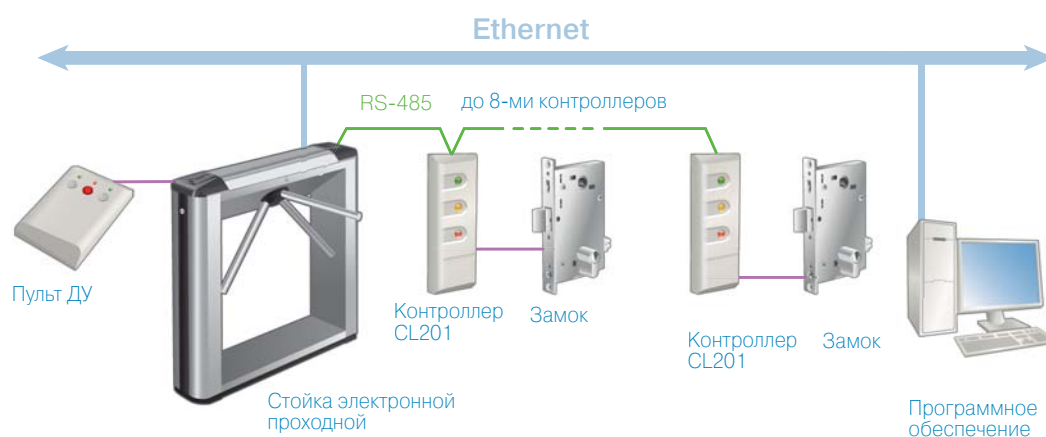 Ethernet
RS-485
до 8-ми контроллеров
Пульт ДУ
Контроллер
CL201
Замок
Контроллер
CL201
Замок
Стойка электронной
проходной
Программное
обеспечение